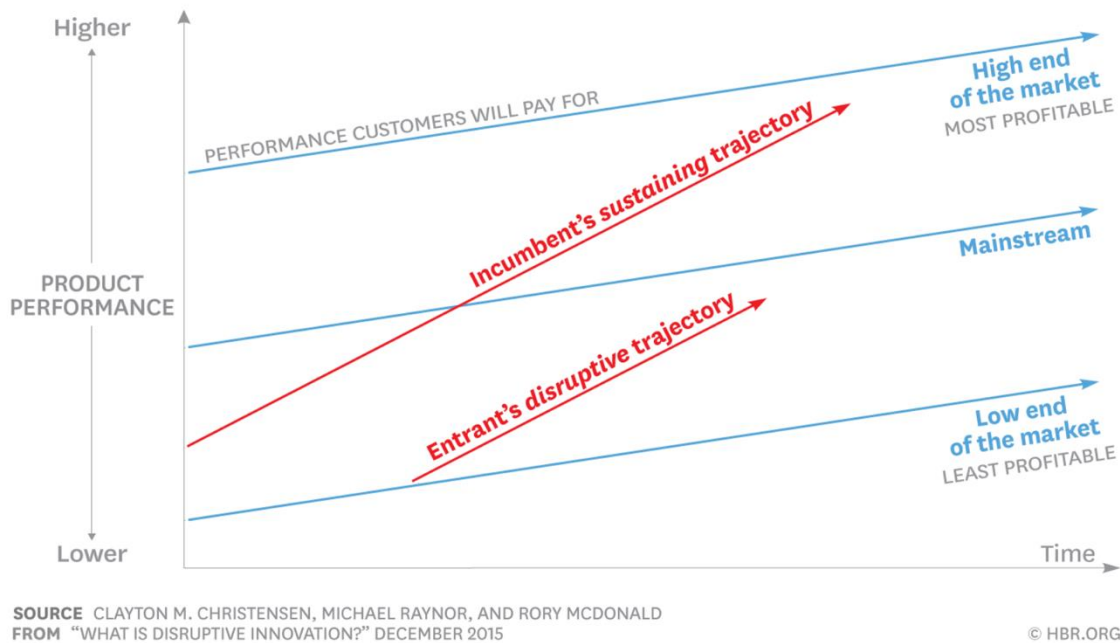 Higher
PERFORMANCE CUSTOMERS WILL PAY FOR
High end
of the market
MOST PROFITABLE
Incumbent’s sustaining trajectory
Mainstream
PRODUCT
PERFORMANCE
Entrant’s disruptive trajectory
Low end
of the market
LEAST PROFITABLE
Lower
Time
SOURCE CLAYTON M. CHRISTENSEN, MICHAEL RAYNOR, AND RORY MCDONALD
FROM “WHAT IS DISRUPTIVE INNOVATION?” DECEMBER 2015
© HBR.ORG